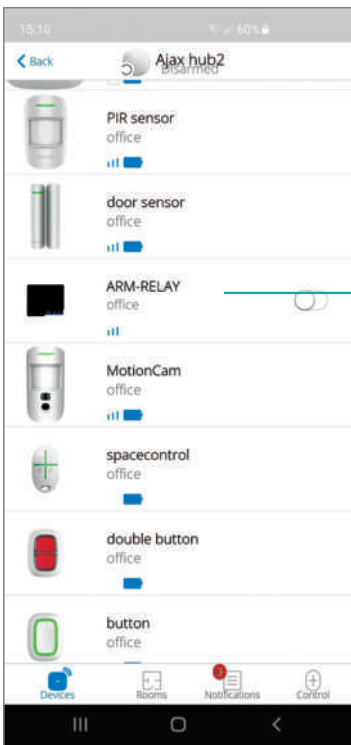 15:10
60%
Back
Ajax hub2
Disarmed
PIR sensor
office
door sensor
office
ARM-RELAY
office
MotionCam
office
spacecontrol
office
double button
office
button
office
3
Devices Rooms Notifications Control